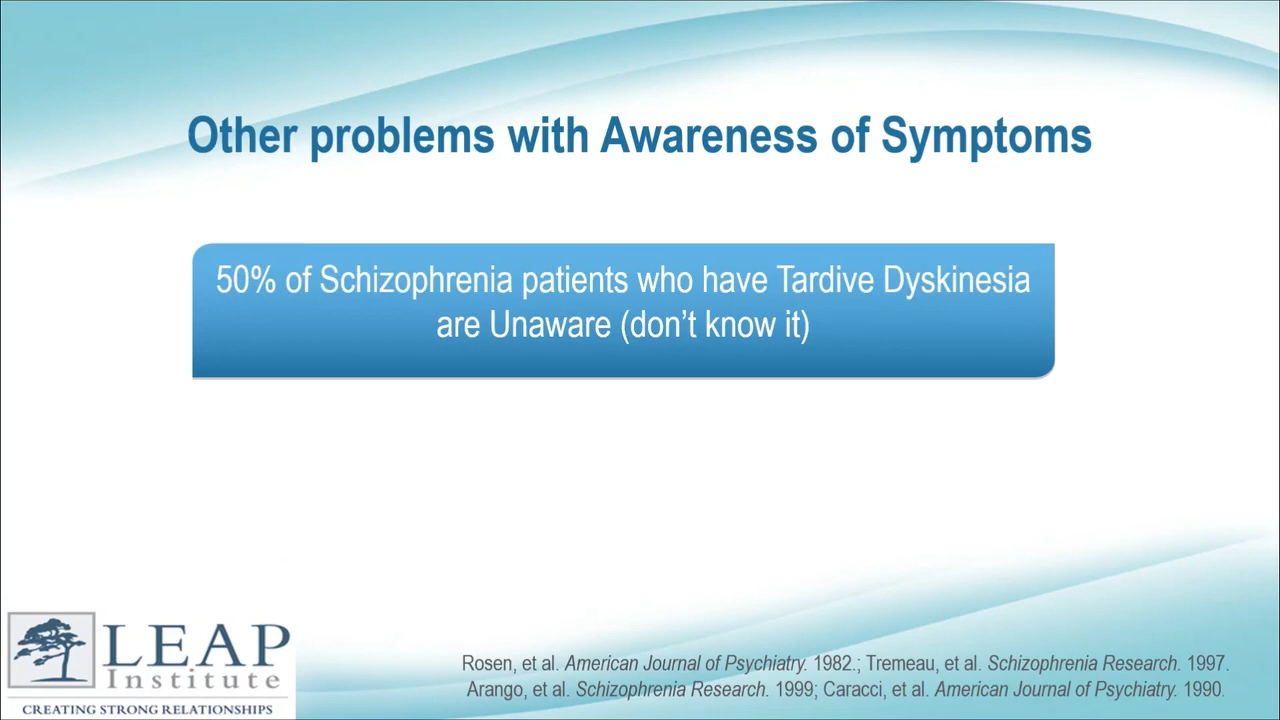 Other problems with Awareness of Symptoms
50% of Schizophrenia patients who have Tardive Dyskinesia
are Unaware (don’t know it)
LEAP
Institute
CREATING STRONG RELATIONSHIPS
Rosen, et al. American Journal of Psychiatry. 1982.; Tremeau, et al. Schizophrenia Research. 1997.
Arango, et al. Schizophrenia Research. 1999; Caracci, et al. American Journal of Psychiatry. 1990.